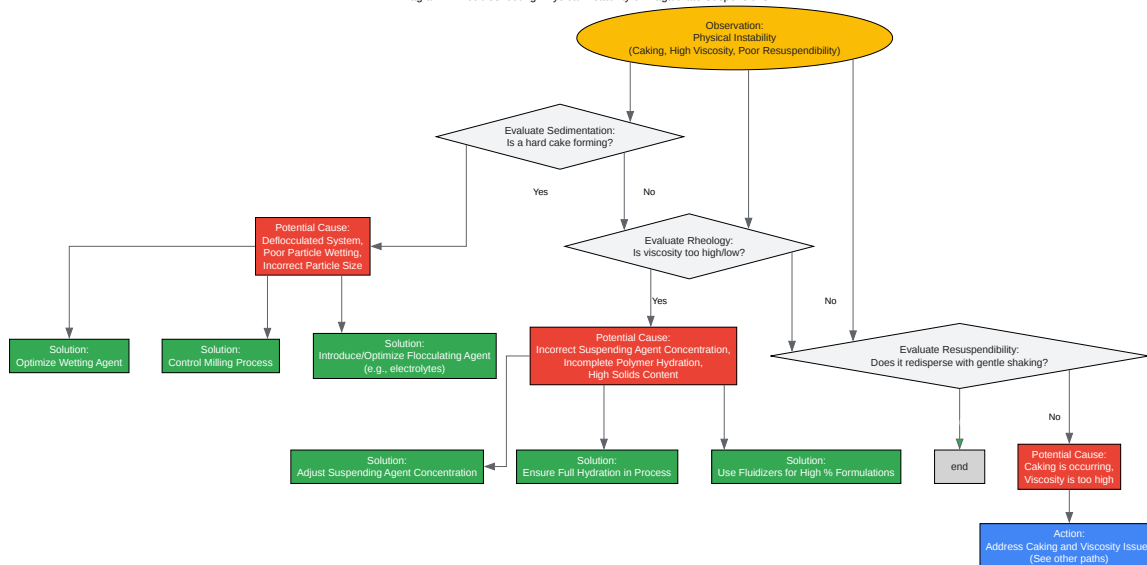 Observation:
Physical Instability
(Caking, High Viscosity, Poor Resuspendibility)
Evaluate Sedimentation:
Is a hard cake forming?
Yes
No
Potential Cause:
Deflocculated System,
Poor Particle Wetting,
Incorrect Particle Size
Evaluate Rheology:
Is viscosity too high/low?
Yes
No
Solution:
Optimize Wetting Agent
Solution:
Control Milling Process
Solution:
Introduce/Optimize Flocculating Agent
(e.g., electrolytes)
Potential Cause:
Incorrect Suspending Agent Concentration,
Incomplete Polymer Hydration,
High Solids Content
Evaluate Resuspendibility:
Does it redisperse with gentle shaking?
No
Solution:
Adjust Suspending Agent Concentration
Solution:
Ensure Full Hydration in Process
Solution:
Use Fluidizers for High % Formulations
end
Potential Cause:
Caking is occurring,
Viscosity is too high
Action:
Address Caking and Viscosity Issue
(See other paths)